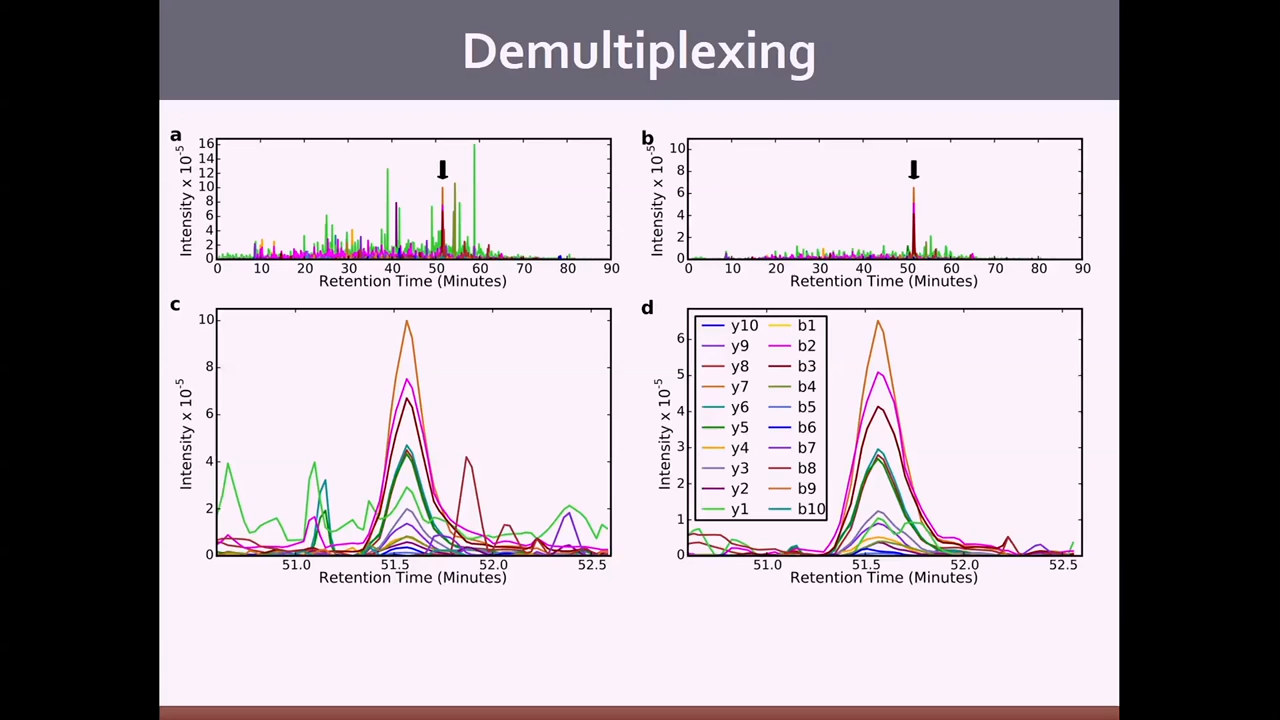 Demultiplexing
a
16
14
12
10
8
6
4
2
0
Intensity x 10^-5
0 10 20 30 40 50 60 70 80 90
Retention Time (Minutes)
b
10
8
6
4
2
0
Intensity x 10^-5
0 10 20 30 40 50 60 70 80 90
Retention Time (Minutes)
c
10
8
6
4
2
0
Intensity x 10^-5
51.0 51.5 52.0 52.5
Retention Time (Minutes)
d
6
5
4
3
2
1
0
Intensity x 10^-5
y10 b1
y9 b2
y8 b3
y7 b4
y6 b5
y5 b6
y4 b7
y3 b8
y2 b9
y1 b10
51.0 51.5 52.0 52.5
Retention Time (Minutes)